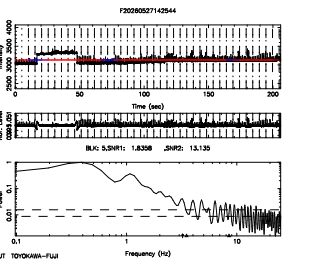 F20260527142544
4000
3500
3000
2500
0 50 100 150 200
Time (sec)
BLK: 5,SNR1: 1.8358 ,SNR2: 13.135
1
0.1
0.01
0.1 1 10
Frequency (Hz)
UT TOYOKAWA-FUJI